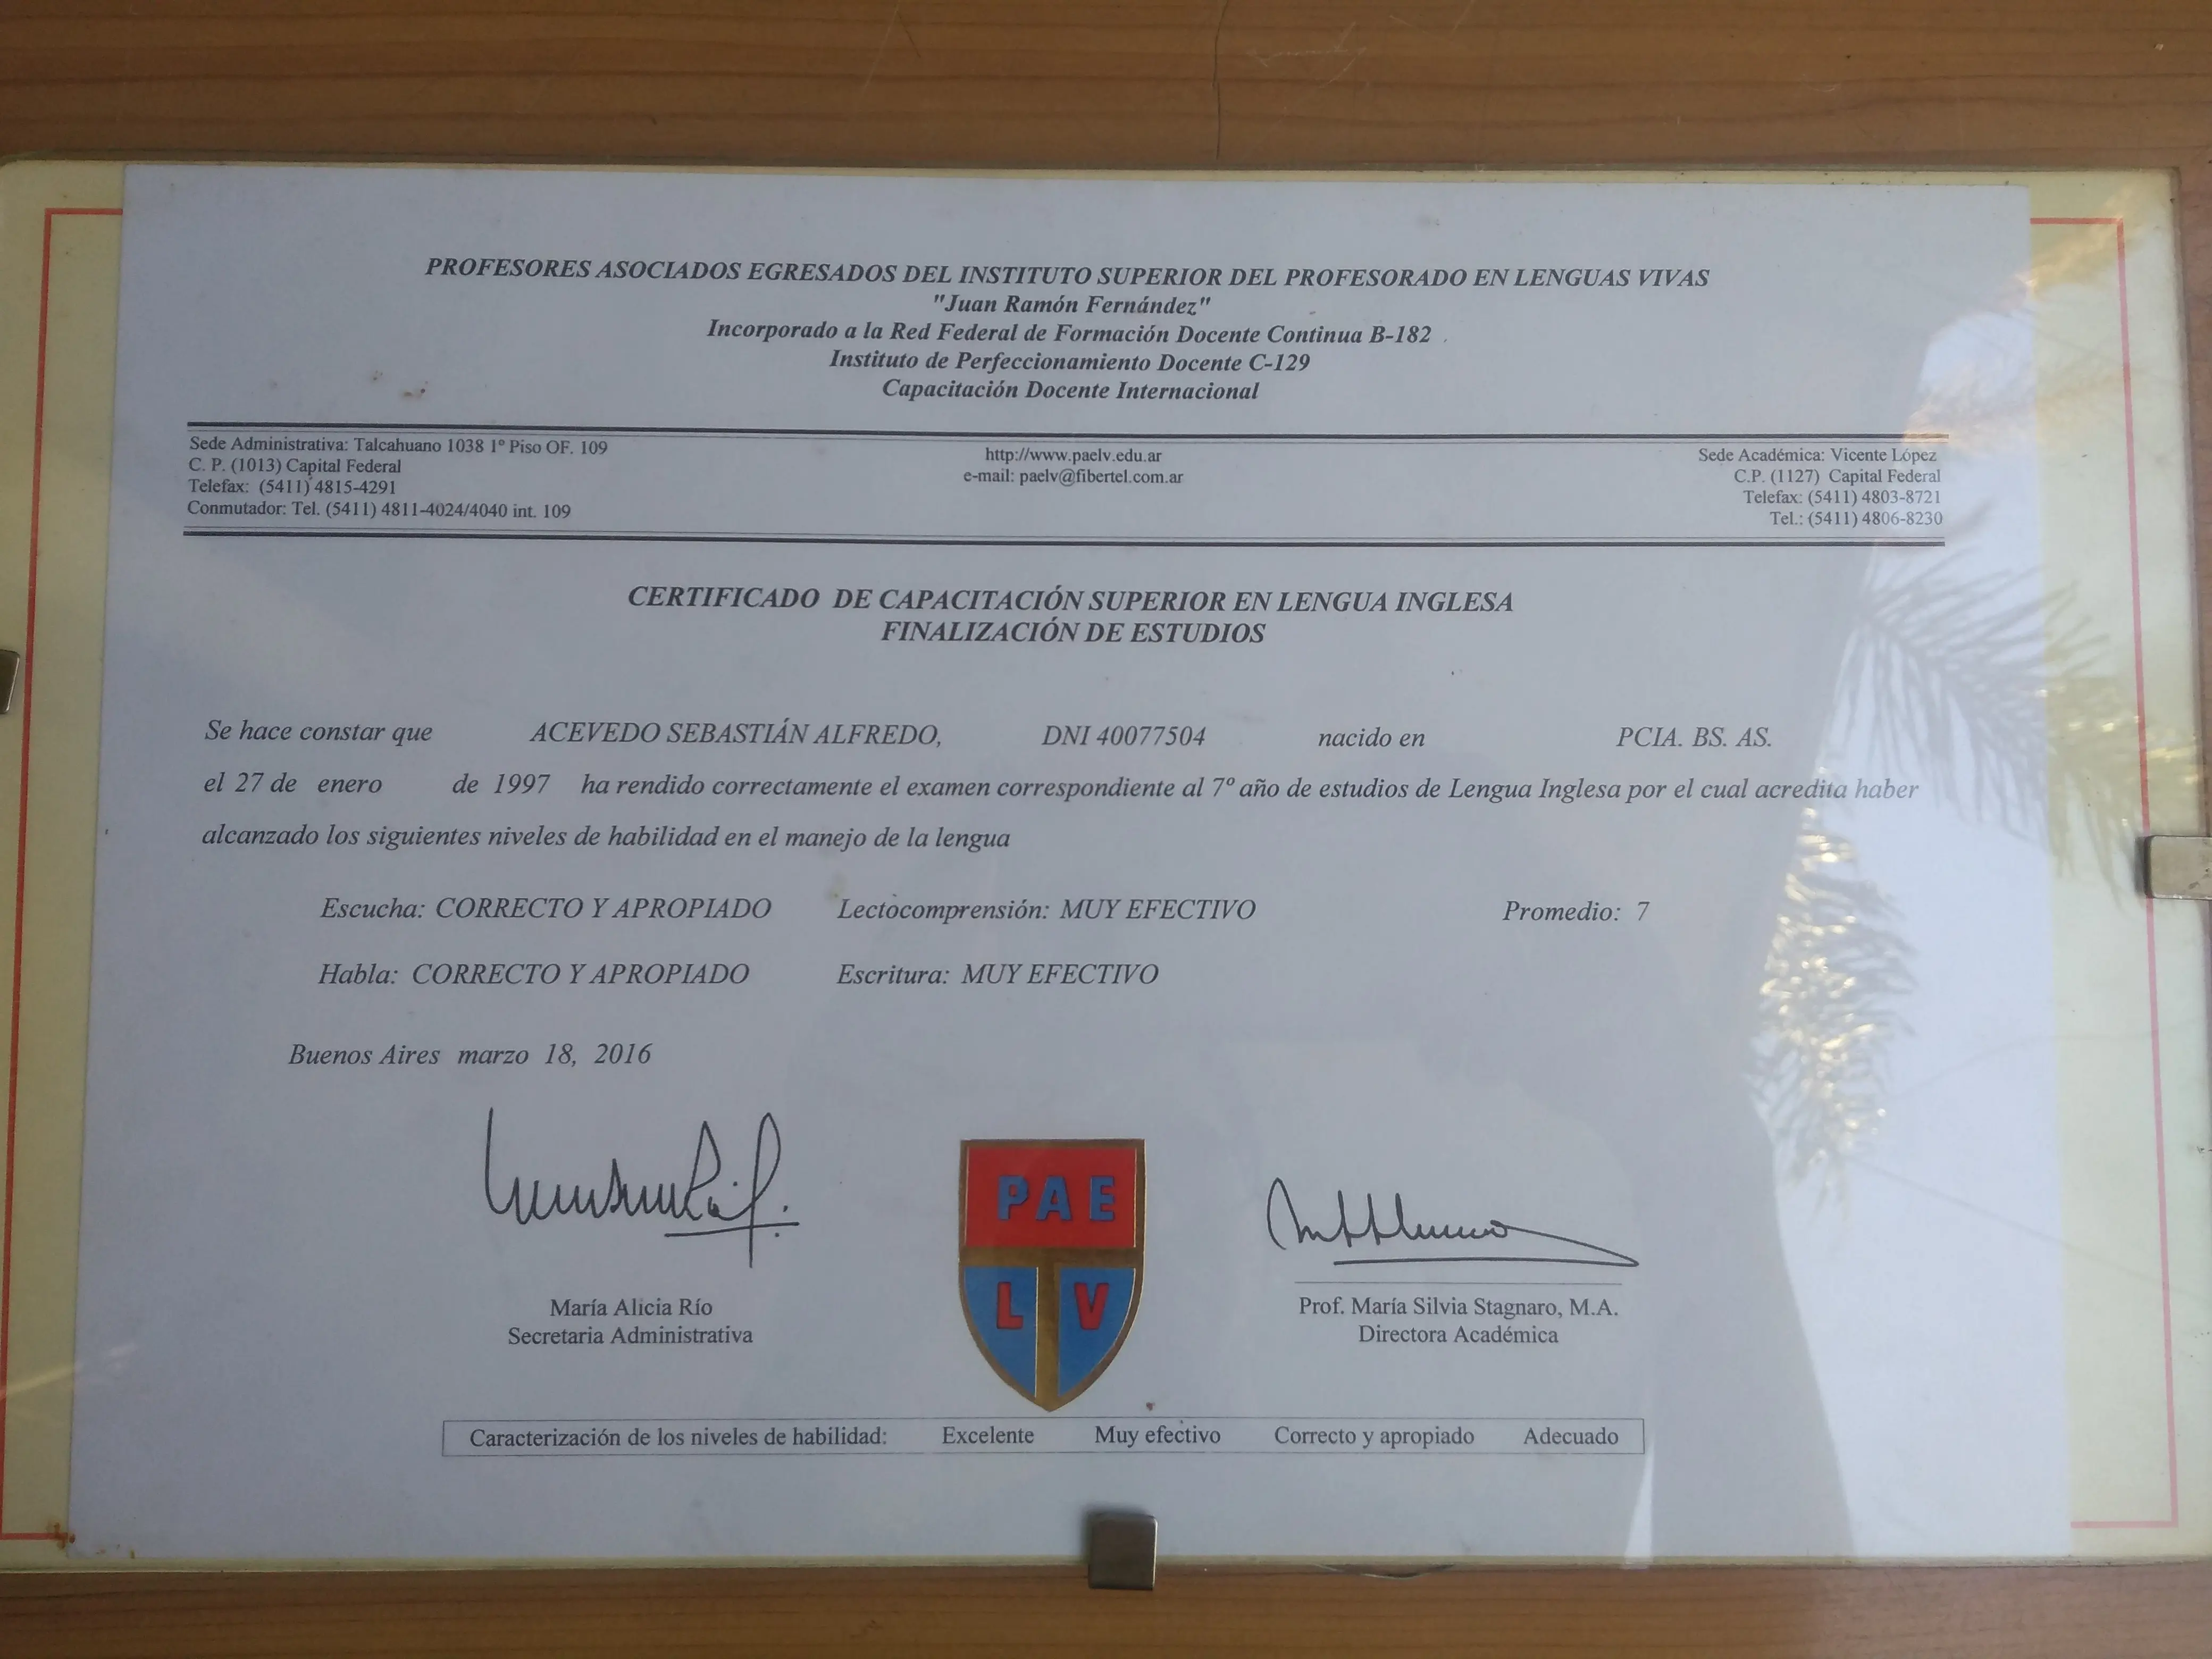 PROFESORES ASOCIADOS EGRESADOS DEL INSTITUTO SUPERIOR DEL PROFESORADO EN LENGUAS VIVAS
"Juan Ramón Fernández"
Incorporado a la Red Federal de Formación Docente Continua B-182
Instituto de Perfeccionamiento Docente C-129
Capacitación Docente Internacional
Sede Administrativa: Talcahuano 1038 1º Piso OF. 109
C. P. (1013) Capital Federal
Telefax: (5411) 4815-4291
Conmutador: Tel. (5411) 4811-4024/4040 int. 109
http://www.paelv.edu.ar
e-mail: paelv@fibertel.com.ar
Sede Académica: Vicente López
C.P. (1127) Capital Federal
Telefax: (5411) 4803-8721
Tel.: (5411) 4806-8230
CERTIFICADO DE CAPACITACIÓN SUPERIOR EN LENGUA INGLESA
FINALIZACIÓN DE ESTUDIOS
Se hace constar que ACEVEDO SEBASTIÁN ALFREDO, DNI 40077504 nacido en PCIA. BS. AS.
el 27 de enero de 1997 ha rendido correctamente el examen correspondiente al 7º año de estudios de Lengua Inglesa por el cual acredita haber
alcanzado los siguientes niveles de habilidad en el manejo de la lengua
Escucha: CORRECTO Y APROPIADO Lectocomprensión: MUY EFECTIVO Promedio: 7
Habla: CORRECTO Y APROPIADO Escritura: MUY EFECTIVO
Buenos Aires marzo 18, 2016
PAE
LV
María Alicia Río
Secretaria Administrativa
Prof. María Silvia Stagnaro, M.A.
Directora Académica
Caracterización de los niveles de habilidad: Excelente Muy efectivo Correcto y apropiado Adecuado